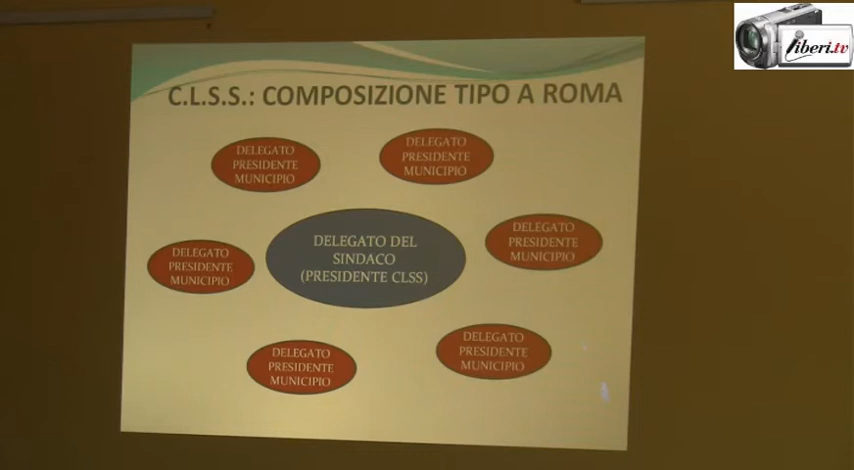 liberi.tv
C.L.S.S.: COMPOSIZIONE TIPO A ROMA
DELEGATO
PRESIDENTE
MUNICIPIO
DELEGATO
PRESIDENTE
MUNICIPIO
DELEGATO
PRESIDENTE
MUNICIPIO
DELEGATO DEL
SINDACO
(PRESIDENTE CLSS)
DELEGATO
PRESIDENTE
MUNICIPIO
DELEGATO
PRESIDENTE
MUNICIPIO
DELEGATO
PRESIDENTE
MUNICIPIO